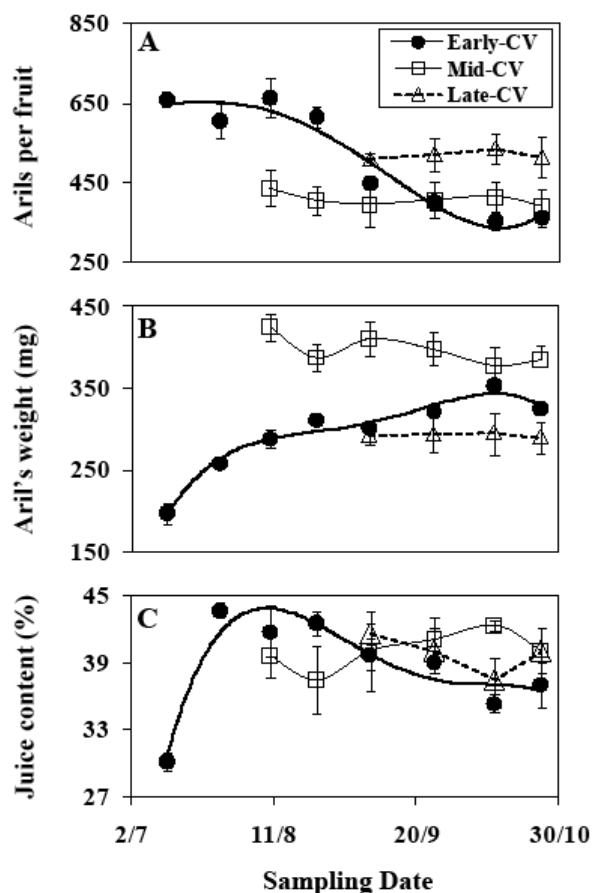 850
A
Early-CV
Mid-CV
Late-CV
650
450
250
Arils per fruit
450
B
350
250
150
Aril's weight (mg)
45
C
39
33
27
Juice content (%)
2/7 11/8 20/9 30/10
Sampling Date